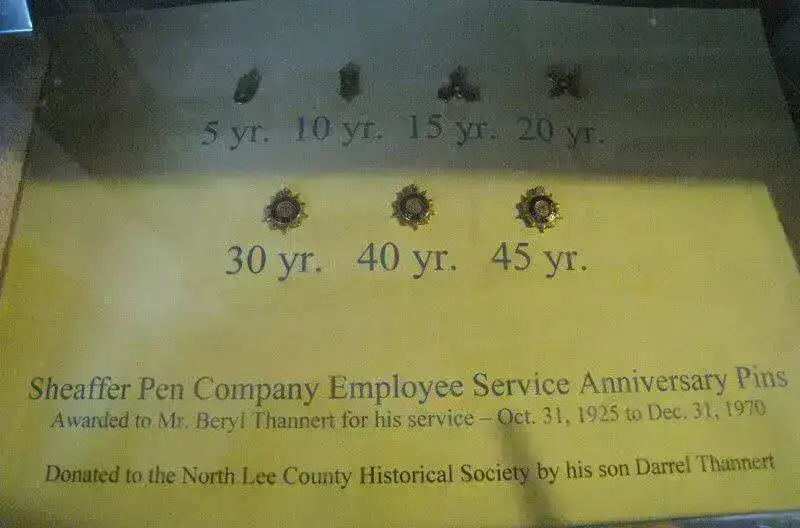 5 yr. 10 yr. 15 yr. 20 yr.
30 yr. 40 yr. 45 yr.
Sheaffer Pen Company Employee Service Anniversary Pins
Awarded to Mr. Beryl Thannert for his service – Oct. 31, 1925 to Dec. 31, 1970
Donated to the North Lee County Historical Society by his son Darrel Thannert